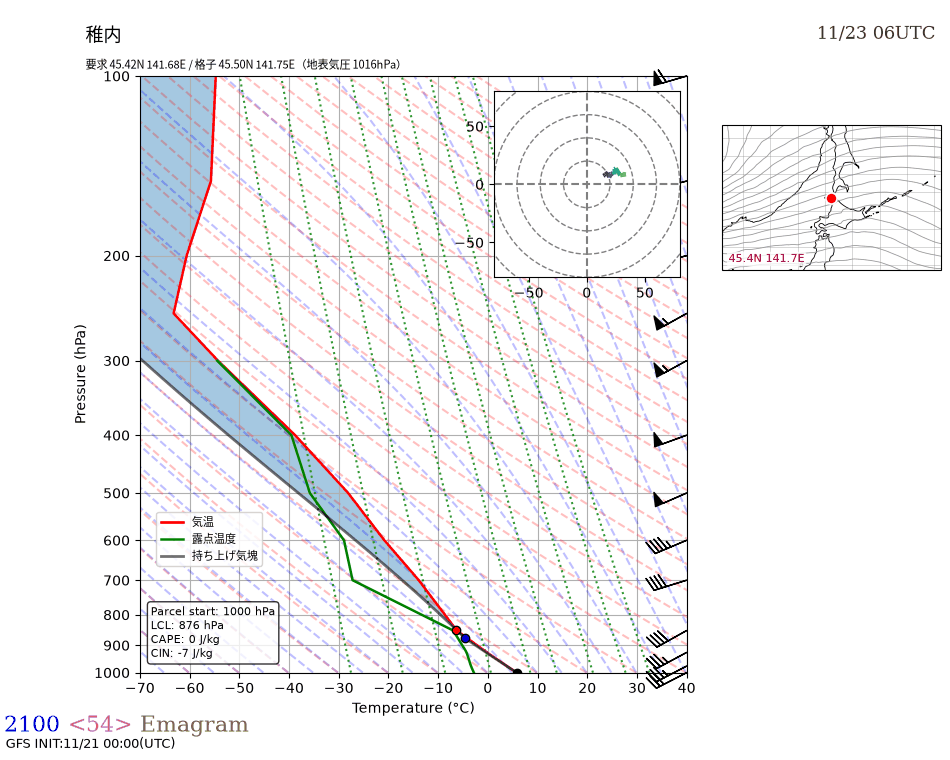 稚内
11/23 06UTC
要求 45.42N 141.68E / 格子 45.50N 141.75E（地表気圧 1016hPa）
100
200
300
400
500
600
700
800
900
1000
Pressure (hPa)
−70 −60 −50 −40 −30 −20 −10 0 10 20 30 40
Temperature (°C)
50
0
−50
−50 0 50
45.4N 141.7E
気温
露点温度
持ち上げ気塊
Parcel start: 1000 hPa
LCL: 876 hPa
CAPE: 0 J/kg
CIN: -7 J/kg
2100 <54> Emagram
GFS INIT:11/21 00:00(UTC)